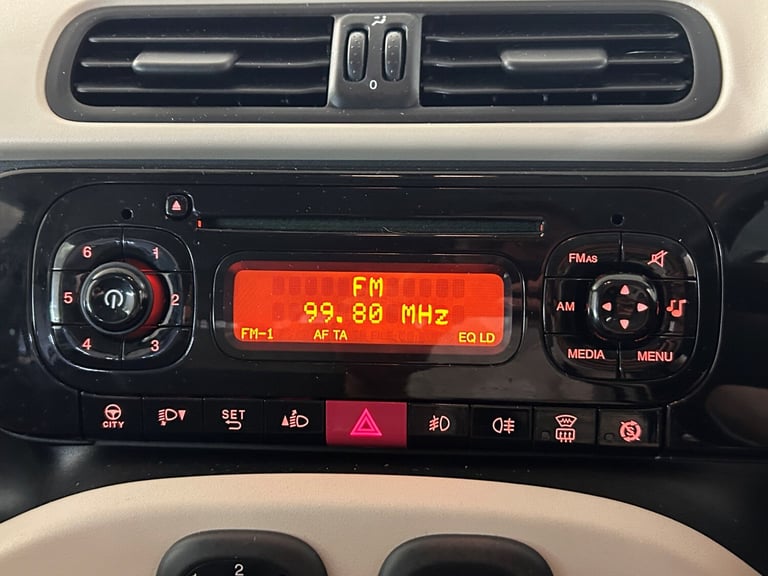 0
6 1
5 2
4 3
FM
99.80 MHz
FM-1 AF TA EQ LD
FMAS
AM
MEDIA MENU
CITY
SET
2